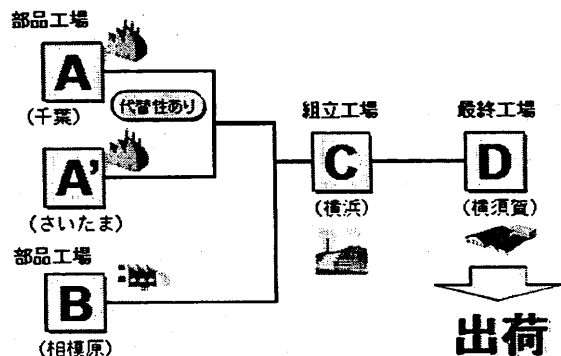 部品工場
A
(千葉)
代替性あり
A'
(さいたま)
部品工場
B
(相模原)
組立工場
C
(横浜)
最終工場
D
(横須賀)
出荷